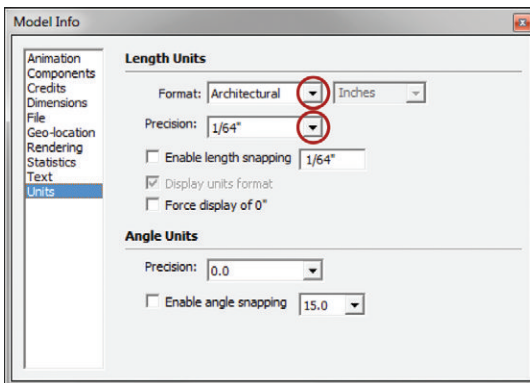 Model Info
Animation
Components
Credits
Dimensions
File
Geo-location
Rendering
Statistics
Text
Units
Length Units
Format: Architectural Inches
Precision: 1/64"
Enable length snapping 1/64"
Display units format
Force display of 0"
Angle Units
Precision: 0.0
Enable angle snapping 15.0